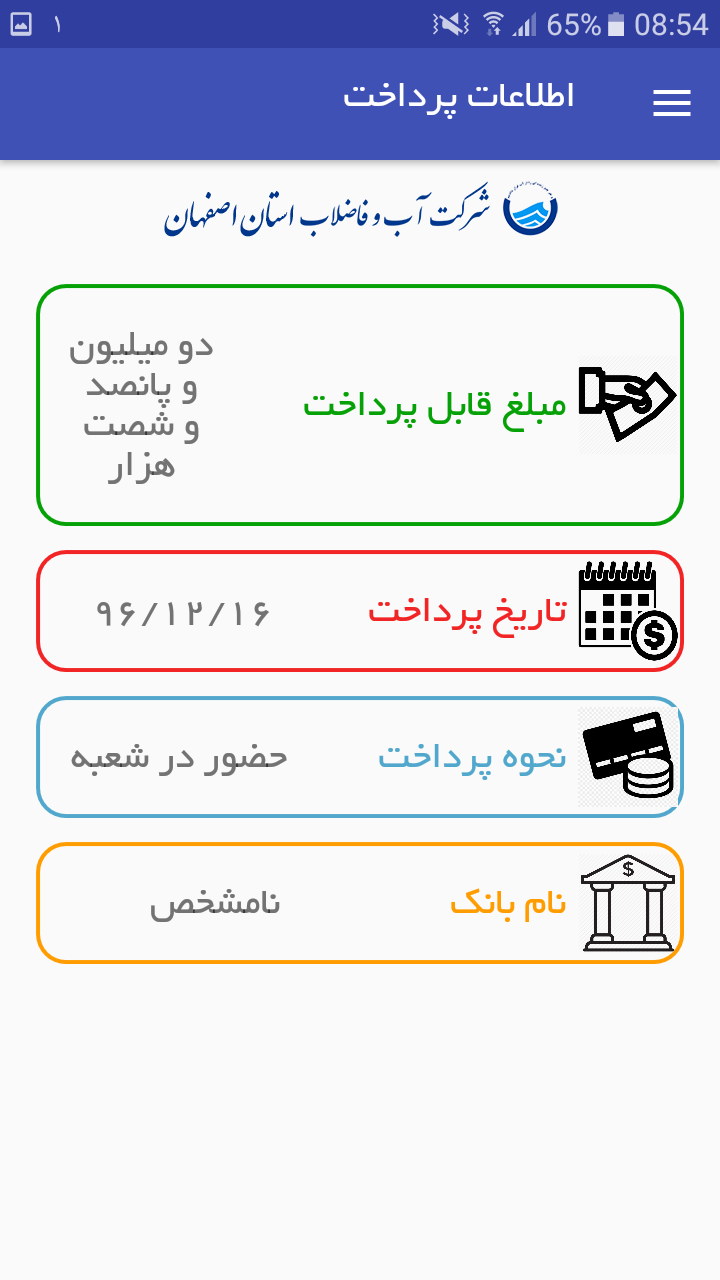 ۱ 65% 08:54
اطلاعات پرداخت
شرکت آب و فاضلاب استان اصفهان
مبلغ قابل پرداخت
دو میلیون
و پانصد
و شصت
هزار
تاریخ پرداخت
۹۶/۱۲/۱۶
نحوه پرداخت
حضور در شعبه
نام بانک
نامشخص